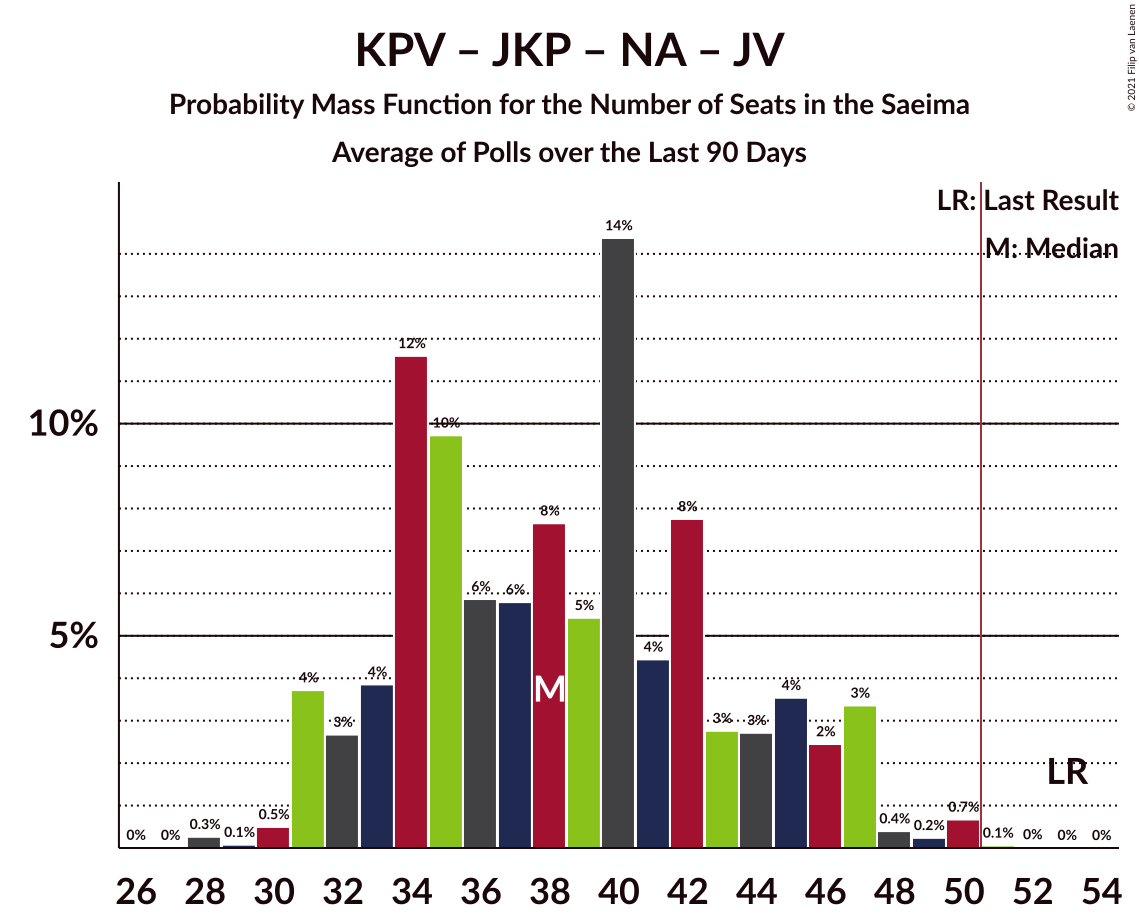 KPV – JKP – NA – JV
Probability Mass Function for the Number of Seats in the Saeima
Average of Polls over the Last 90 Days
© 2021 Filip van Laenen
LR: Last Result
M: Median
10%
5%
0% 0% 0.3% 0.1% 0.5% 4% 3% 4% 12% 10% 6% 6% 8% 5% 14% 4% 8% 3% 3% 4% 2% 3% 0.4% 0.2% 0.7% 0.1% 0% 0% 0%
M
LR
26 28 30 32 34 36 38 40 42 44 46 48 50 52 54